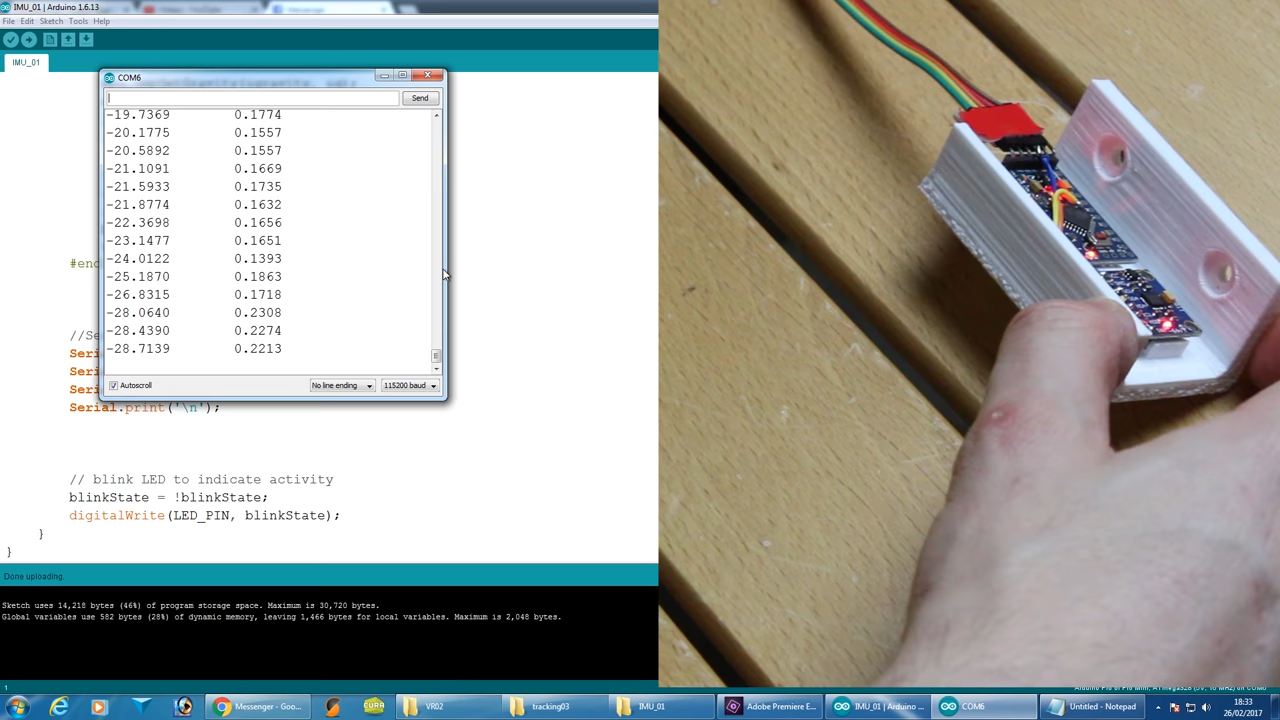 IMU_01 | Arduino 1.6.13
File Edit Sketch Tools Help
IMU_01
COM6
Send
-19.7369 0.1774
-20.1775 0.1557
-20.5892 0.1557
-21.1091 0.1669
-21.5933 0.1735
-21.8774 0.1632
-22.3698 0.1656
-23.1477 0.1651
-24.0122 0.1393
-25.1870 0.1863
-26.8315 0.1718
-28.0640 0.2308
-28.4390 0.2274
-28.7139 0.2213
Autoscroll No line ending 115200 baud
#end
//Se
Seri
Seri
Seri
Serial.print('\n');
// blink LED to indicate activity
blinkState = !blinkState;
digitalWrite(LED_PIN, blinkState);
}
}
Done uploading.
Sketch uses 14,218 bytes (46%) of program storage space. Maximum is 30,720 bytes.
Global variables use 582 bytes (28%) of dynamic memory, leaving 1,466 bytes for local variables. Maximum is 2,048 bytes.
1
Messenger - Goo...
CURA
VR02
tracking03
IMU_01
Adobe Premiere E...
IMU_01 | Arduino ...
COM6
Untitled - Notepad
18:33
26/02/2017